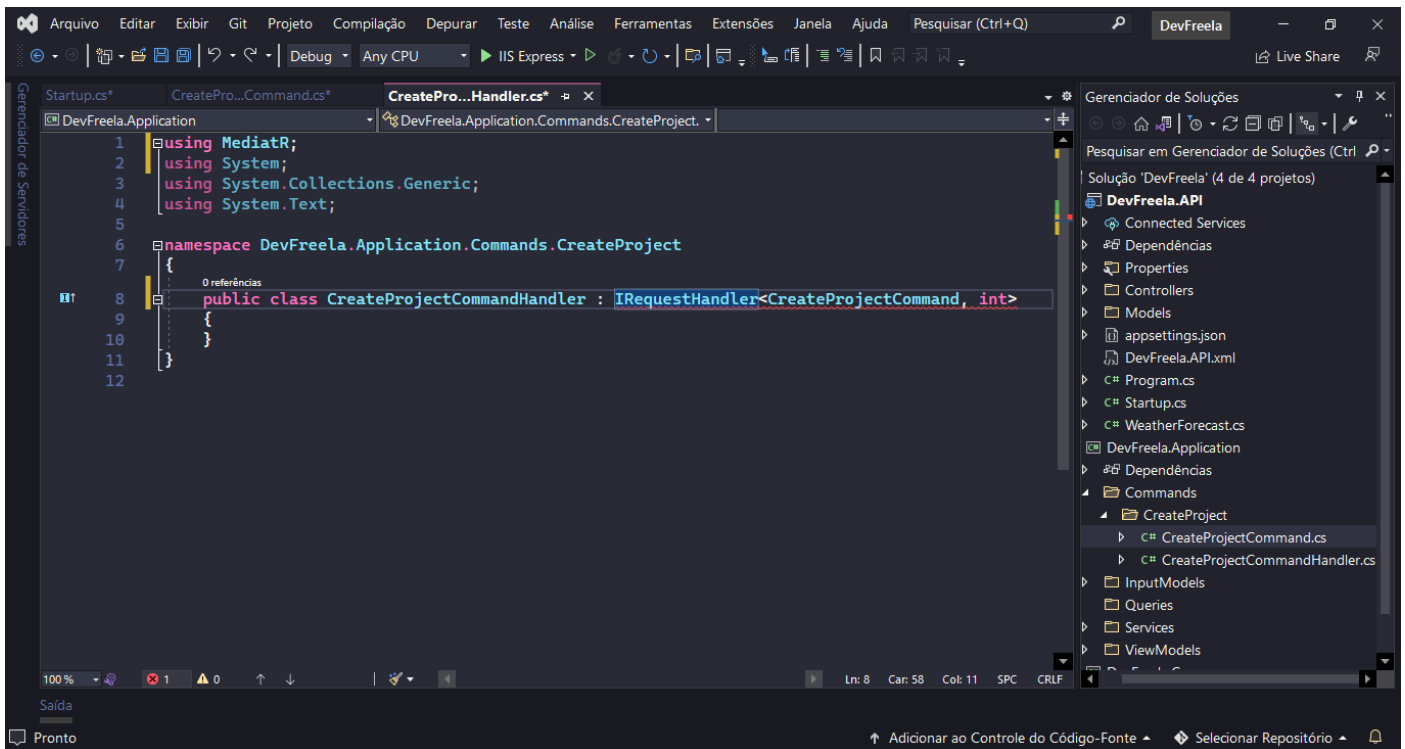 Arquivo Editar Exibir Git Projeto Compilação Depurar Teste Análise Ferramentas Extensões Janela Ajuda Pesquisar (Ctrl+Q) DevFreela
Debug Any CPU IIS Express Live Share
Gerenciador de Servidores
Startup.cs* CreatePro...Command.cs* CreatePro...Handler.cs*
DevFreela.Application DevFreela.Application.Commands.CreateProject.
1 using MediatR;
2 using System;
3 using System.Collections.Generic;
4 using System.Text;
5
6 namespace DevFreela.Application.Commands.CreateProject
7 {
0 referências
8 public class CreateProjectCommandHandler : IRequestHandler<CreateProjectCommand, int>
9 {
10 }
11 }
12
100 % 1 0 Ln: 8 Car: 58 Col: 11 SPC CRLF
Gerenciador de Soluções
Pesquisar em Gerenciador de Soluções (Ctrl
Solução 'DevFreela' (4 de 4 projetos)
DevFreela.API
Connected Services
Dependências
Properties
Controllers
Models
appsettings.json
DevFreela.API.xml
C# Program.cs
C# Startup.cs
C# WeatherForecast.cs
DevFreela.Application
Dependências
Commands
CreateProject
C# CreateProjectCommand.cs
C# CreateProjectCommandHandler.cs
InputModels
Queries
Services
ViewModels
Saída
Pronto Adicionar ao Controle do Código-Fonte Selecionar Repositório